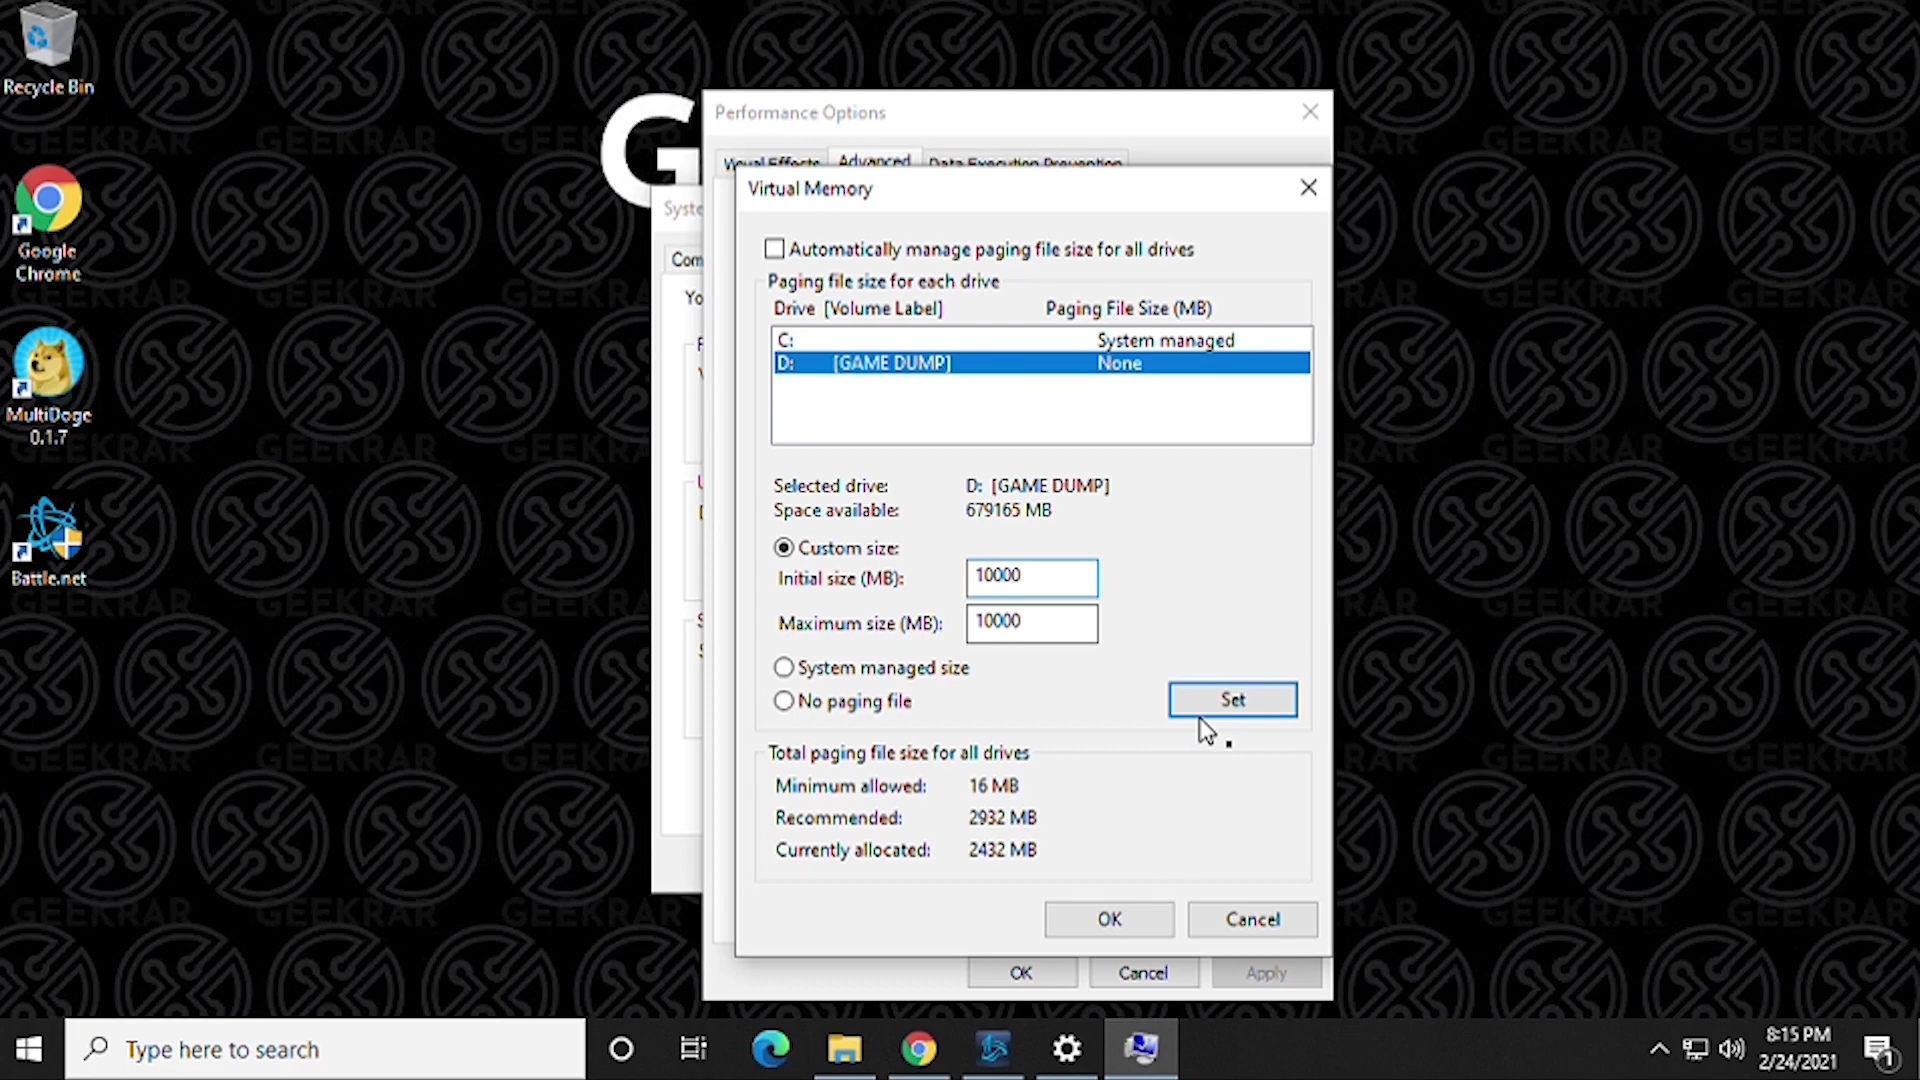 Recycle Bin
Google
Chrome
MultiDoge
0.1.7
Battle.net
G
Performance Options
Visual Effects Advanced Data Execution Prevention
Syste
Com
Yo
Virtual Memory
Automatically manage paging file size for all drives
Paging file size for each drive
Drive [Volume Label] Paging File Size (MB)
C: System managed
D: [GAME DUMP] None
Selected drive: D: [GAME DUMP]
Space available: 679165 MB
Custom size:
Initial size (MB): 10000
Maximum size (MB): 10000
System managed size
No paging file
Set
Total paging file size for all drives
Minimum allowed: 16 MB
Recommended: 2932 MB
Currently allocated: 2432 MB
OK Cancel
OK Cancel Apply
Type here to search
8:15 PM
2/24/2021
1
GEEKRAR